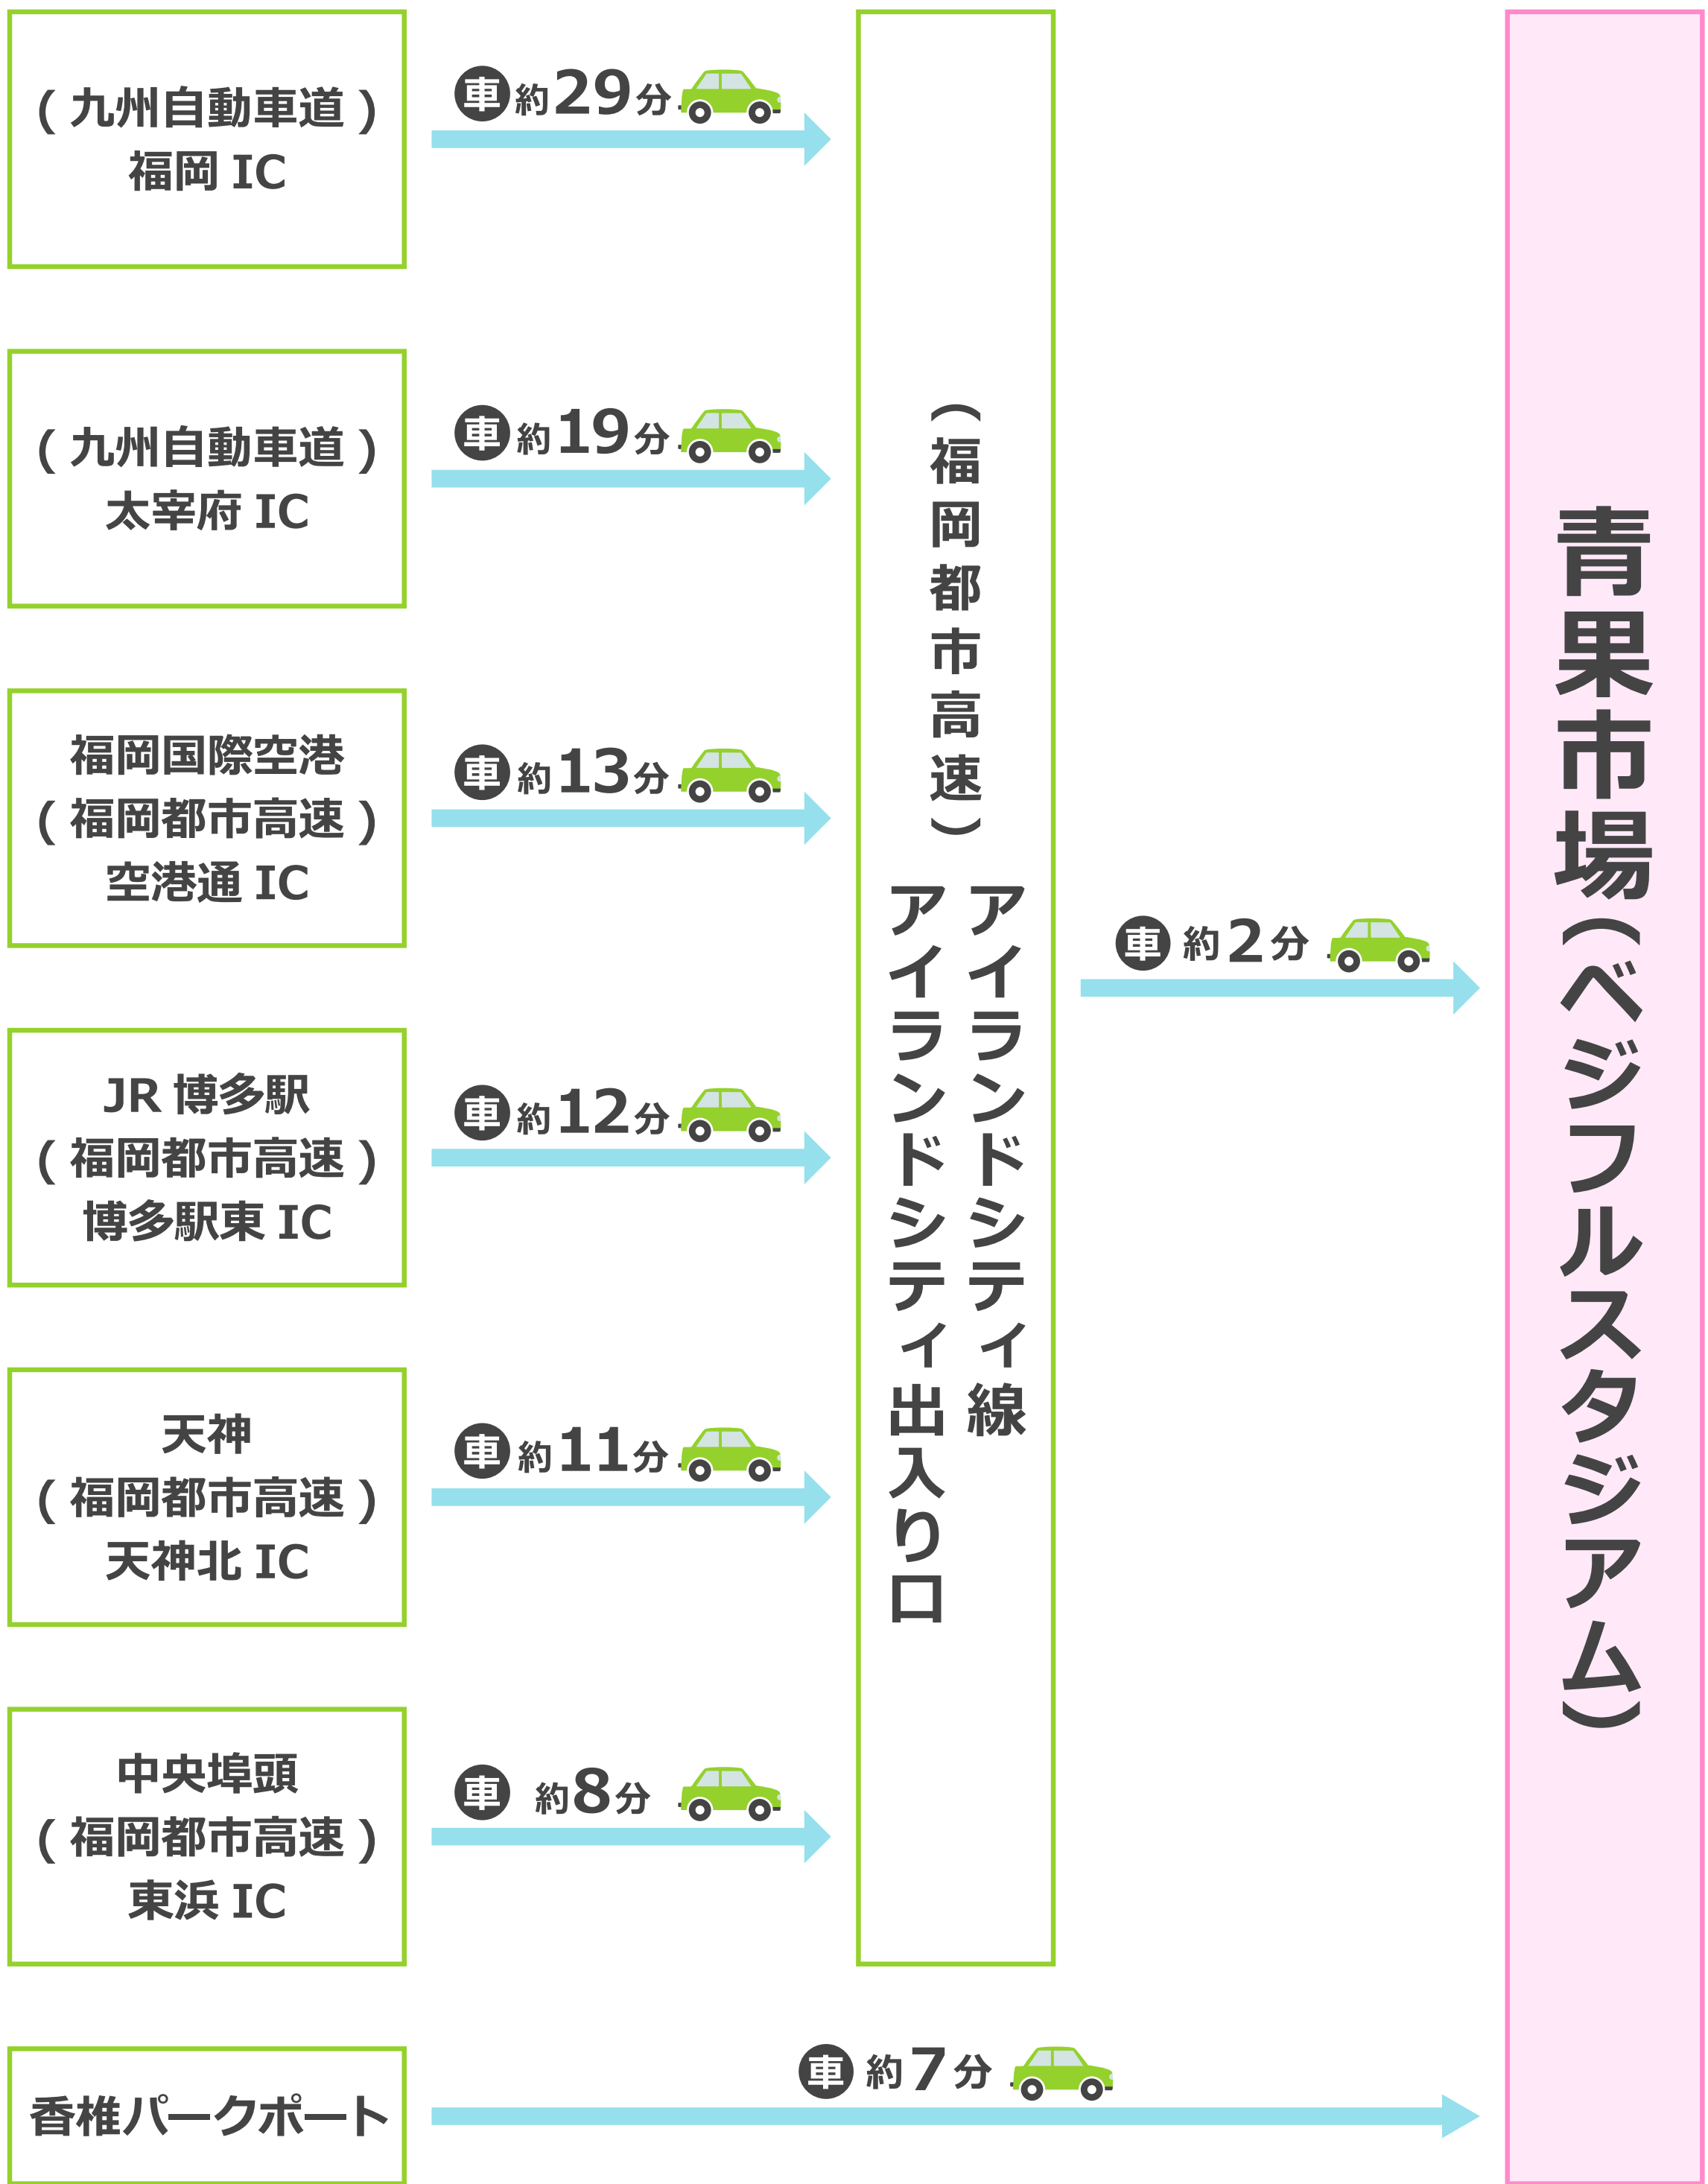 (九州自動車道)
福岡 IC
車 約29分
(九州自動車道)
太宰府 IC
車 約19分
福岡国際空港
(福岡都市高速)
空港通 IC
車 約13分
JR 博多駅
(福岡都市高速)
博多駅東 IC
車 約12分
天神
(福岡都市高速)
天神北 IC
車 約11分
中央埠頭
(福岡都市高速)
東浜 IC
車 約8分
(福岡都市高速)
アイランドシティ線
アイランドシティ出入り口
車 約2分
香椎パークポート
車 約7分
青果市場(ベジフルスタジアム)